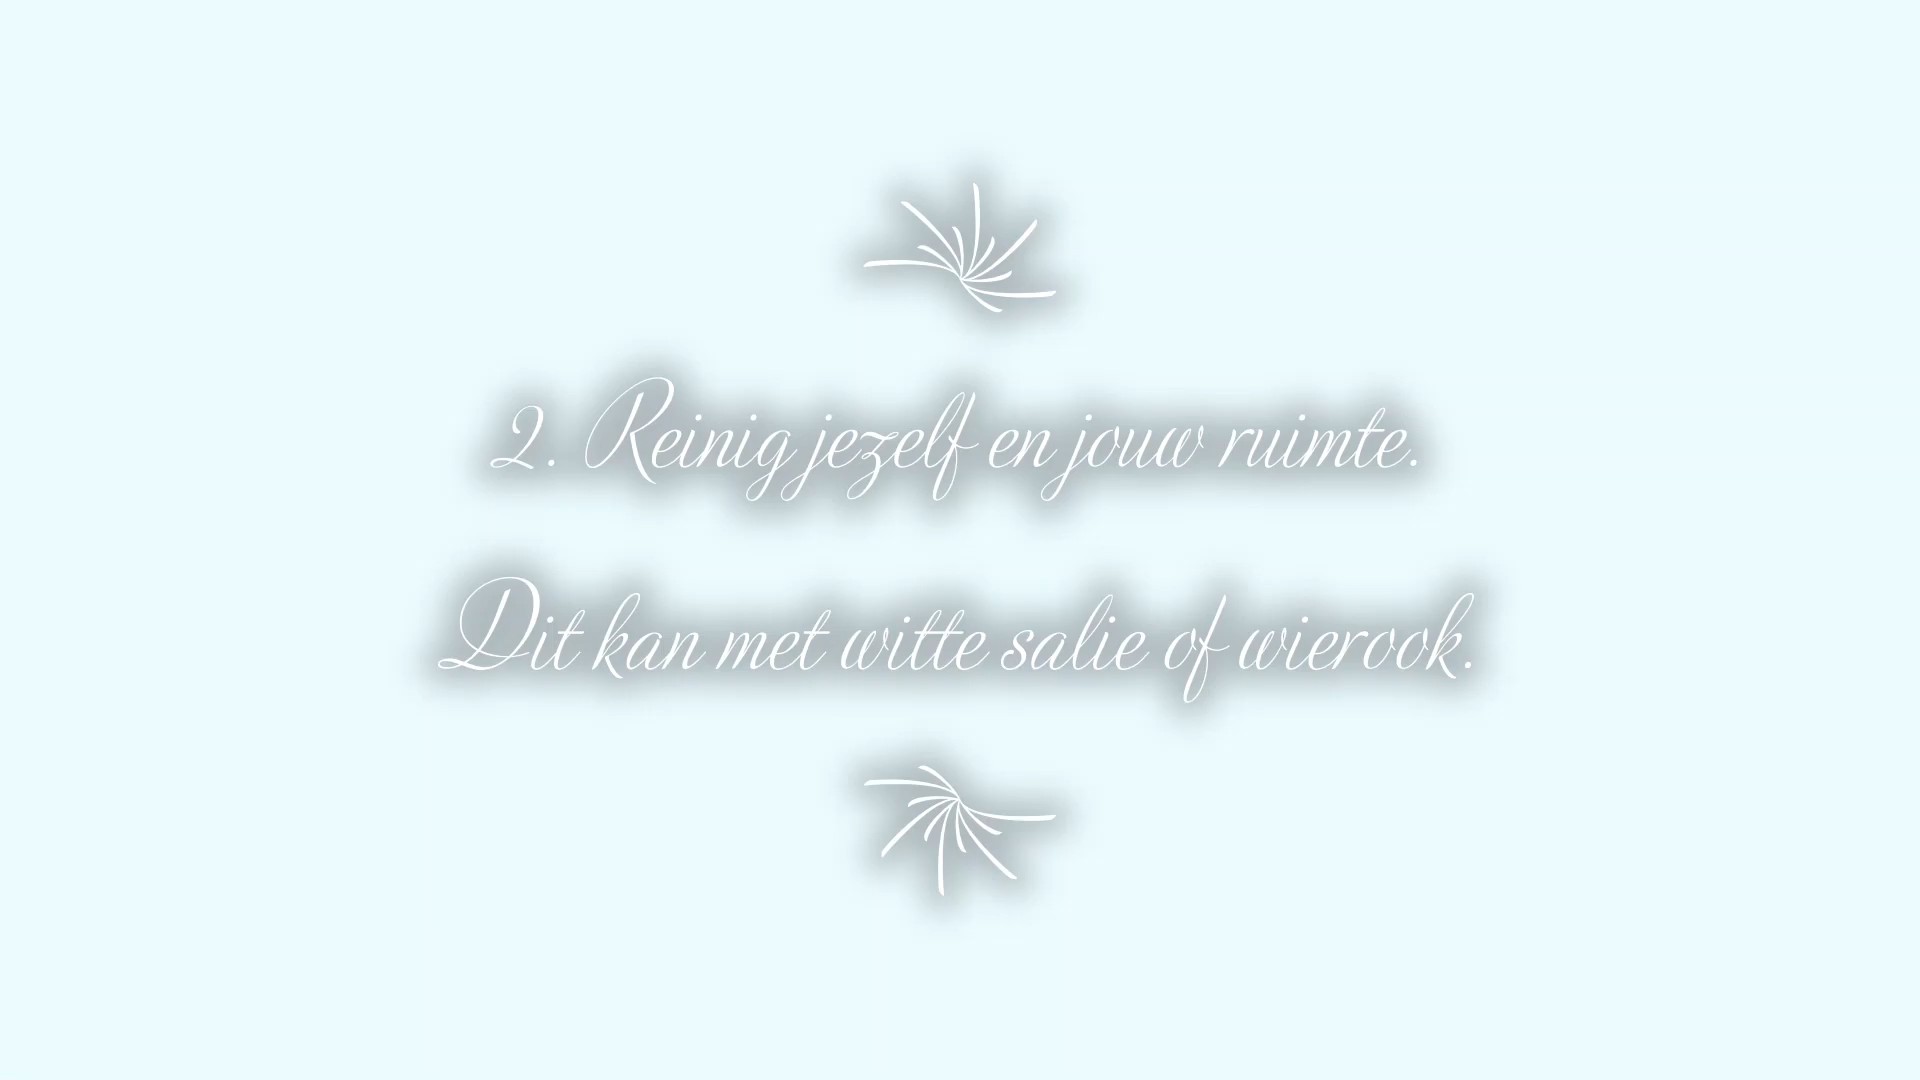 2. Reinig jezelf en jouw ruimte.
Dit kan met witte salie of wierook.